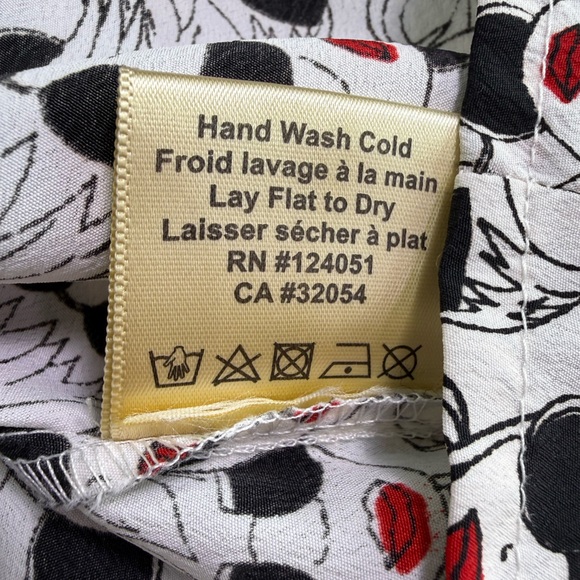 Hand Wash Cold
Froid lavage à la main
Lay Flat to Dry
Laisser sécher à plat
RN #124051
CA #32054